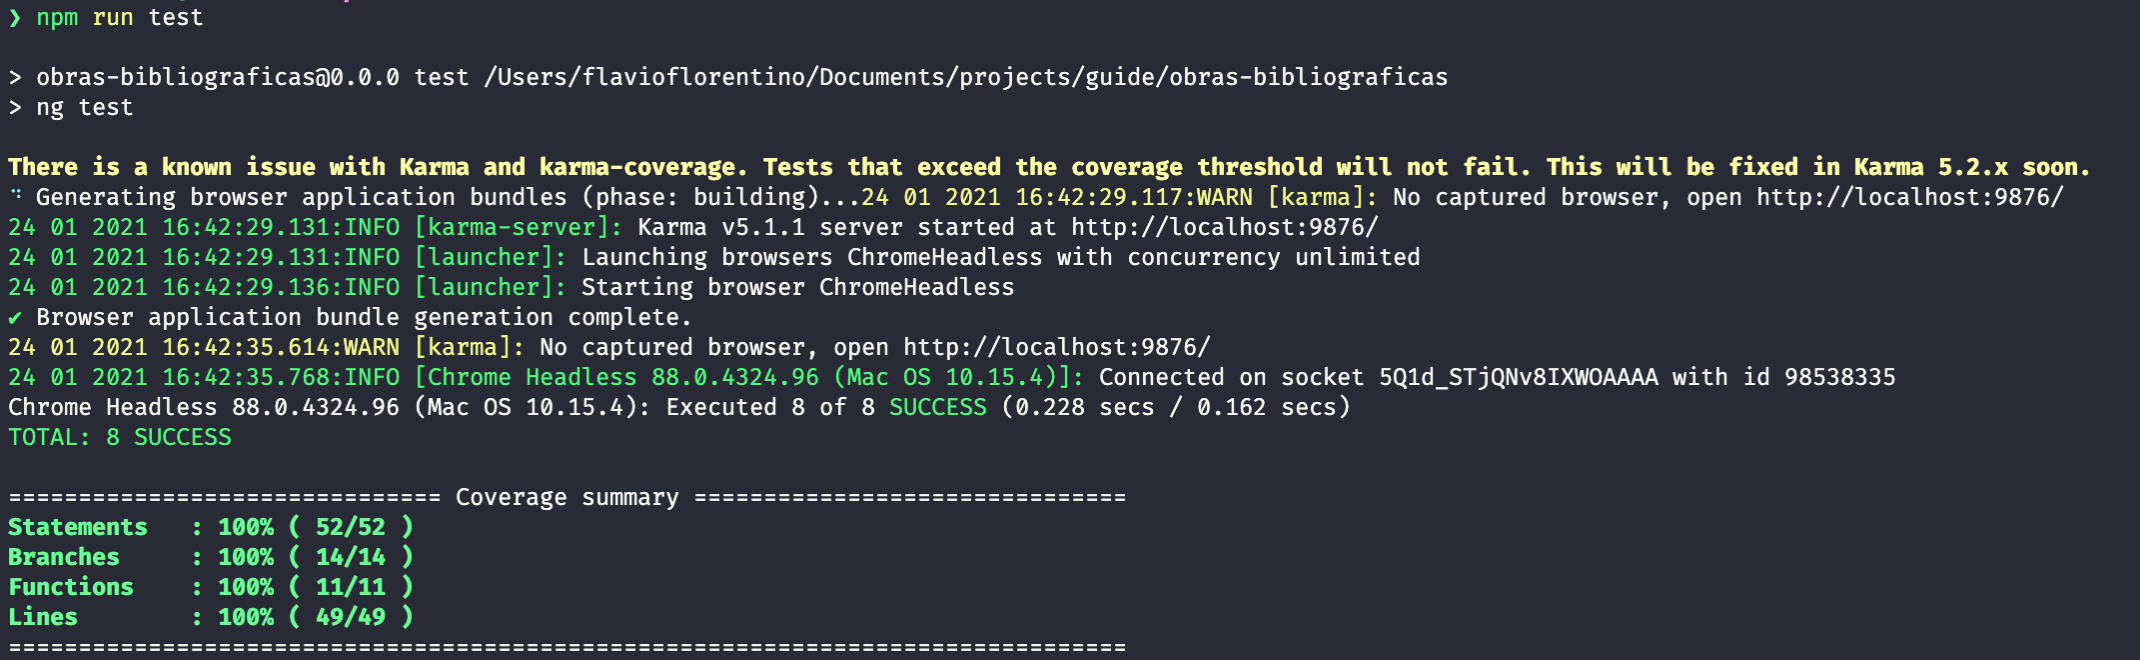 ❯ npm run test
> obras-bibliograficas@0.0.0 test /Users/flavioflorentino/Documents/projects/guide/obras-bibliograficas
> ng test
There is a known issue with Karma and karma-coverage. Tests that exceed the coverage threshold will not fail. This will be fixed in Karma 5.2.x soon.
⠙ Generating browser application bundles (phase: building)...24 01 2021 16:42:29.117:WARN [karma]: No captured browser, open http://localhost:9876/
24 01 2021 16:42:29.131:INFO [karma-server]: Karma v5.1.1 server started at http://localhost:9876/
24 01 2021 16:42:29.131:INFO [launcher]: Launching browsers ChromeHeadless with concurrency unlimited
24 01 2021 16:42:29.136:INFO [launcher]: Starting browser ChromeHeadless
✔ Browser application bundle generation complete.
24 01 2021 16:42:35.614:WARN [karma]: No captured browser, open http://localhost:9876/
24 01 2021 16:42:35.768:INFO [Chrome Headless 88.0.4324.96 (Mac OS 10.15.4)]: Connected on socket 5Q1d_STjQNv8IXWOAAAA with id 98538335
Chrome Headless 88.0.4324.96 (Mac OS 10.15.4): Executed 8 of 8 SUCCESS (0.228 secs / 0.162 secs)
TOTAL: 8 SUCCESS
=============================== Coverage summary ===============================
Statements   : 100% ( 52/52 )
Branches     : 100% ( 14/14 )
Functions    : 100% ( 11/11 )
Lines        : 100% ( 49/49 )
================================================================================